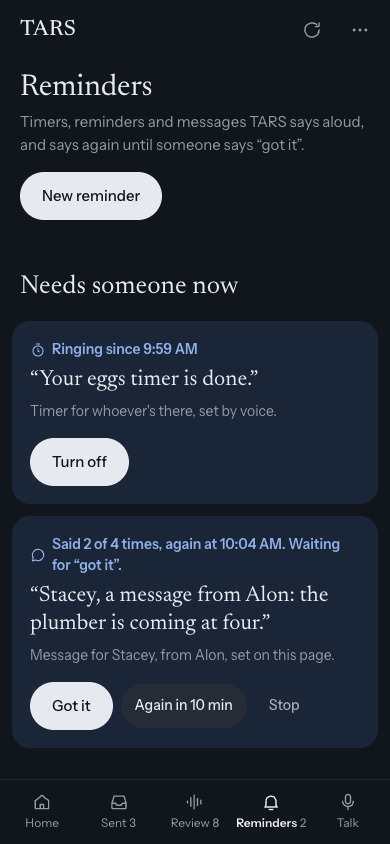 TARS
Reminders
Timers, reminders and messages TARS says aloud,
and says again until someone says “got it”.
New reminder
Needs someone now
Ringing since 9:59 AM
“Your eggs timer is done.”
Timer for whoever's there, set by voice.
Turn off
Said 2 of 4 times, again at 10:04 AM. Waiting
for “got it”.
“Stacey, a message from Alon: the
plumber is coming at four.”
Message for Stacey, from Alon, set on this page.
Got it Again in 10 min Stop
Home Sent 3 Review 8 Reminders 2 Talk